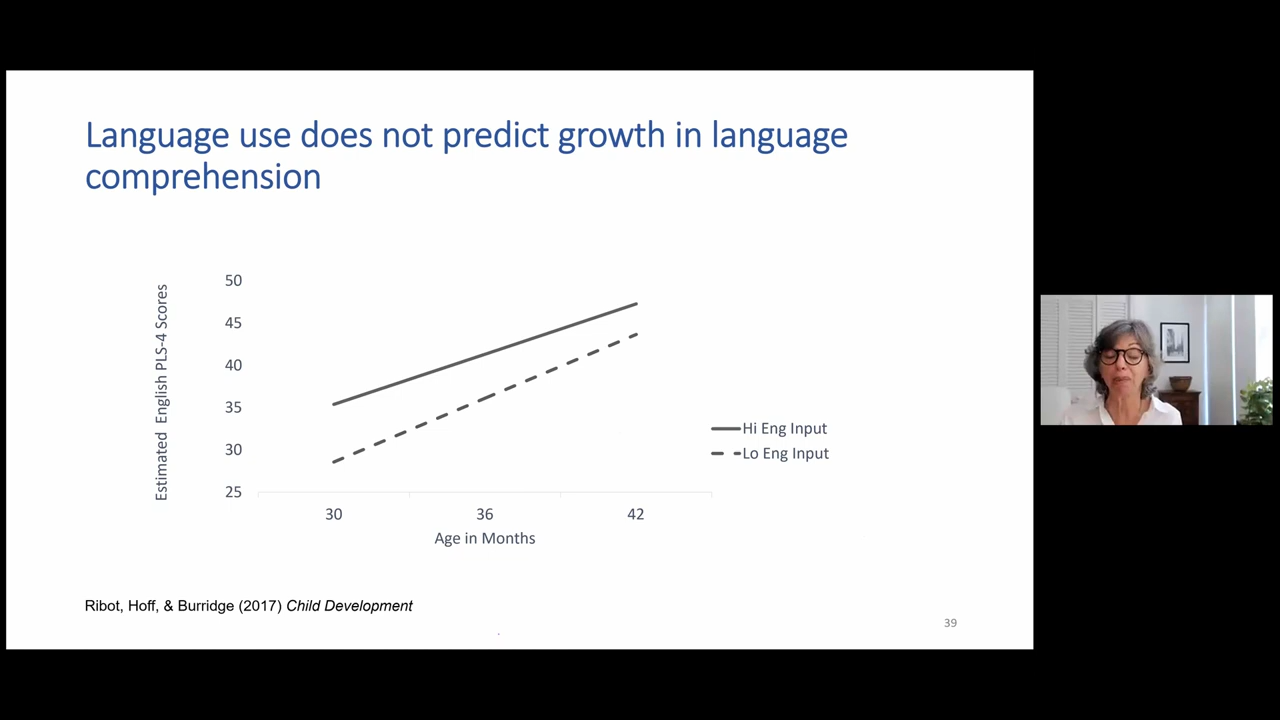 Language use does not predict growth in language
comprehension
Estimated English PLS-4 Scores
50
45
40
35
30
25
30 36 42
Age in Months
Hi Eng Input
Lo Eng Input
Ribot, Hoff, & Burridge (2017) Child Development
39